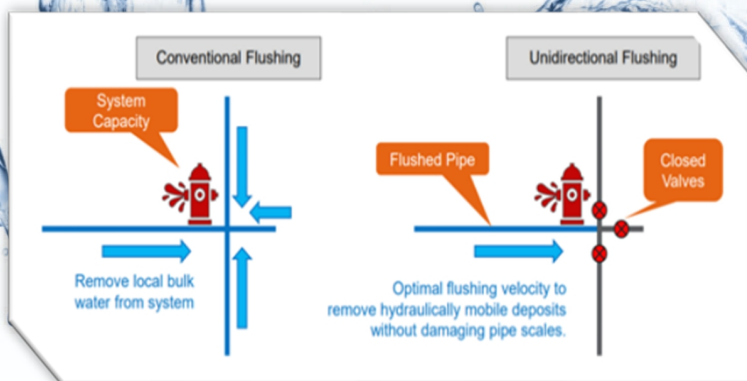 Conventional Flushing
System
Capacity
Remove local bulk
water from system
Unidirectional Flushing
Flushed Pipe
Closed
Valves
Optimal flushing velocity to
remove hydraulically mobile deposits
without damaging pipe scales.